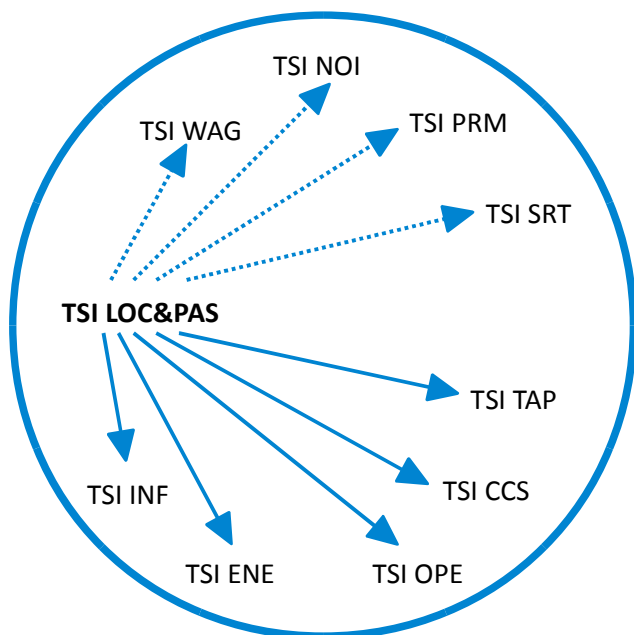 TSI NOI
TSI PRM
TSI WAG
TSI SRT
TSI LOC&PAS
TSI TAP
TSI CCS
TSI INF
TSI ENE
TSI OPE